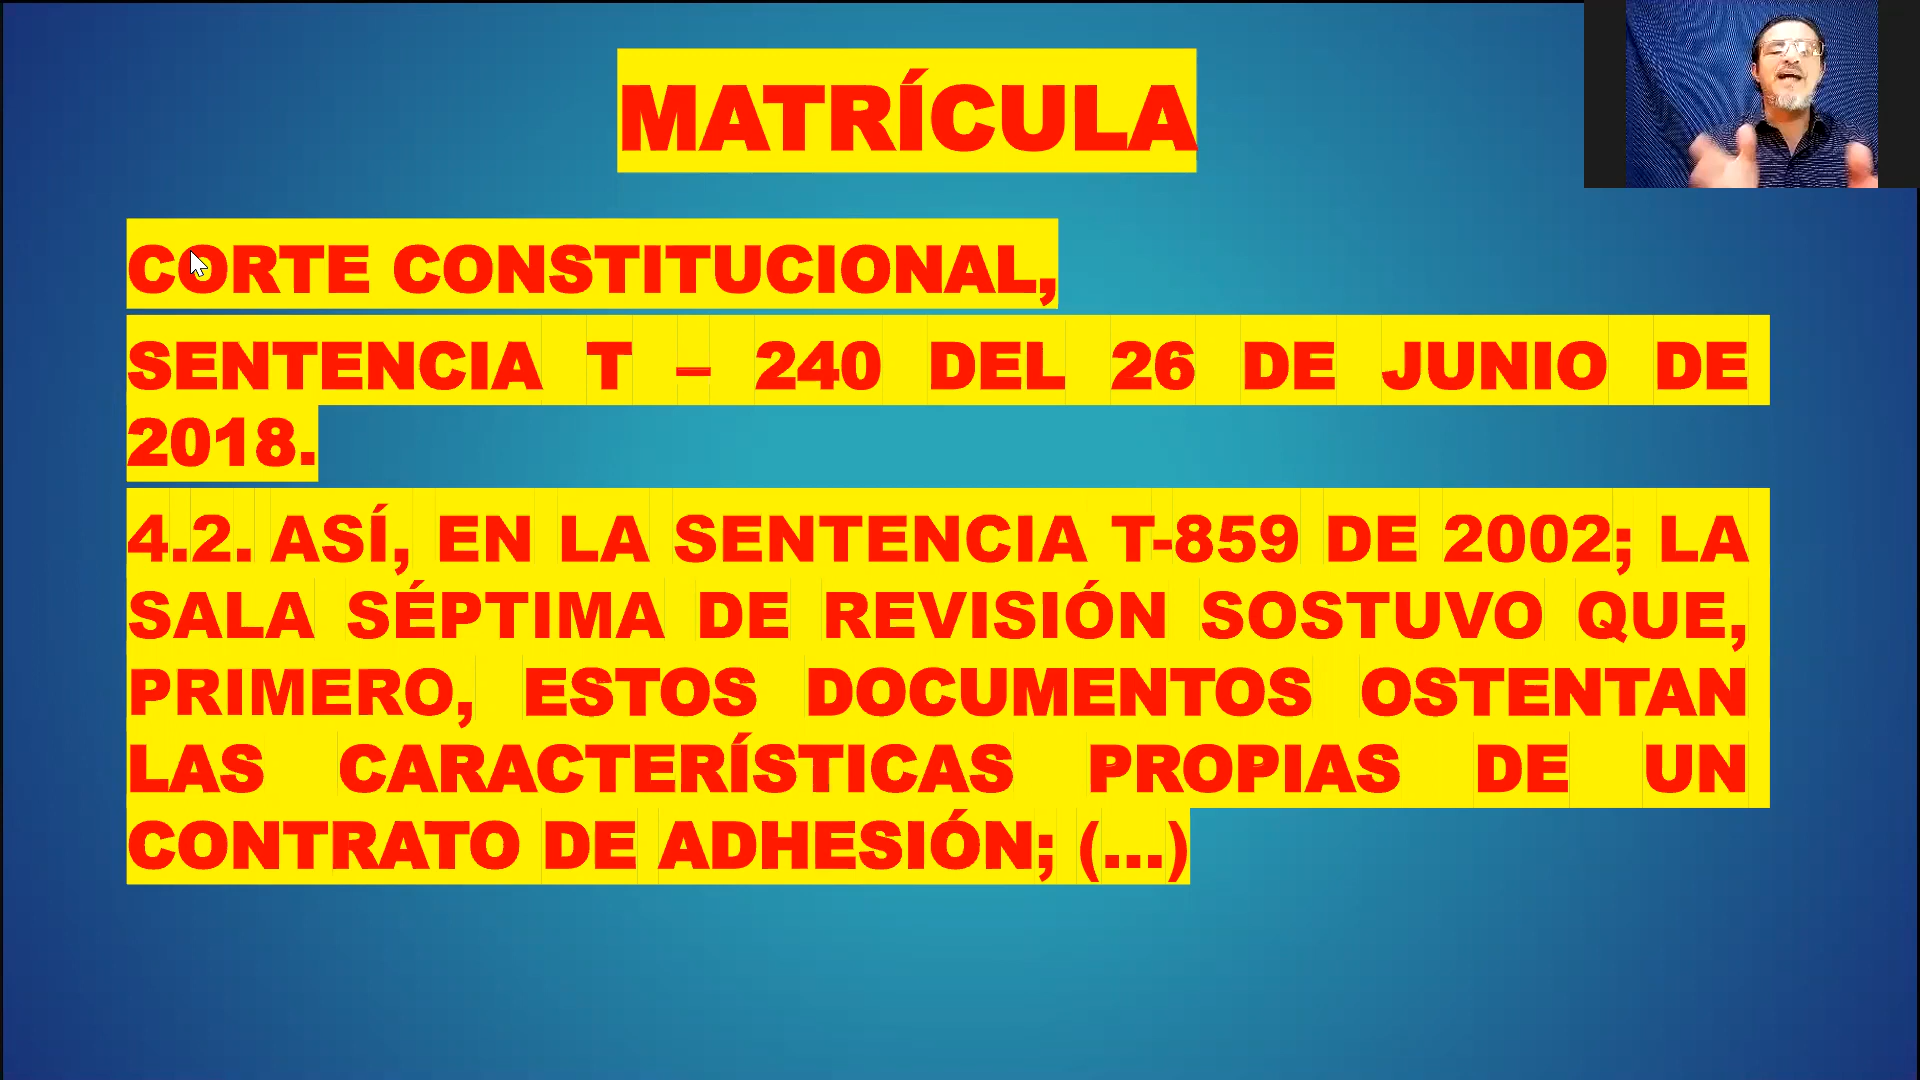 MATRÍCULA
CORTE CONSTITUCIONAL,
SENTENCIA T – 240 DEL 26 DE JUNIO DE
2018.
4.2. ASÍ, EN LA SENTENCIA T-859 DE 2002; LA
SALA SÉPTIMA DE REVISIÓN SOSTUVO QUE,
PRIMERO, ESTOS DOCUMENTOS OSTENTAN
LAS CARACTERÍSTICAS PROPIAS DE UN
CONTRATO DE ADHESIÓN; (...)